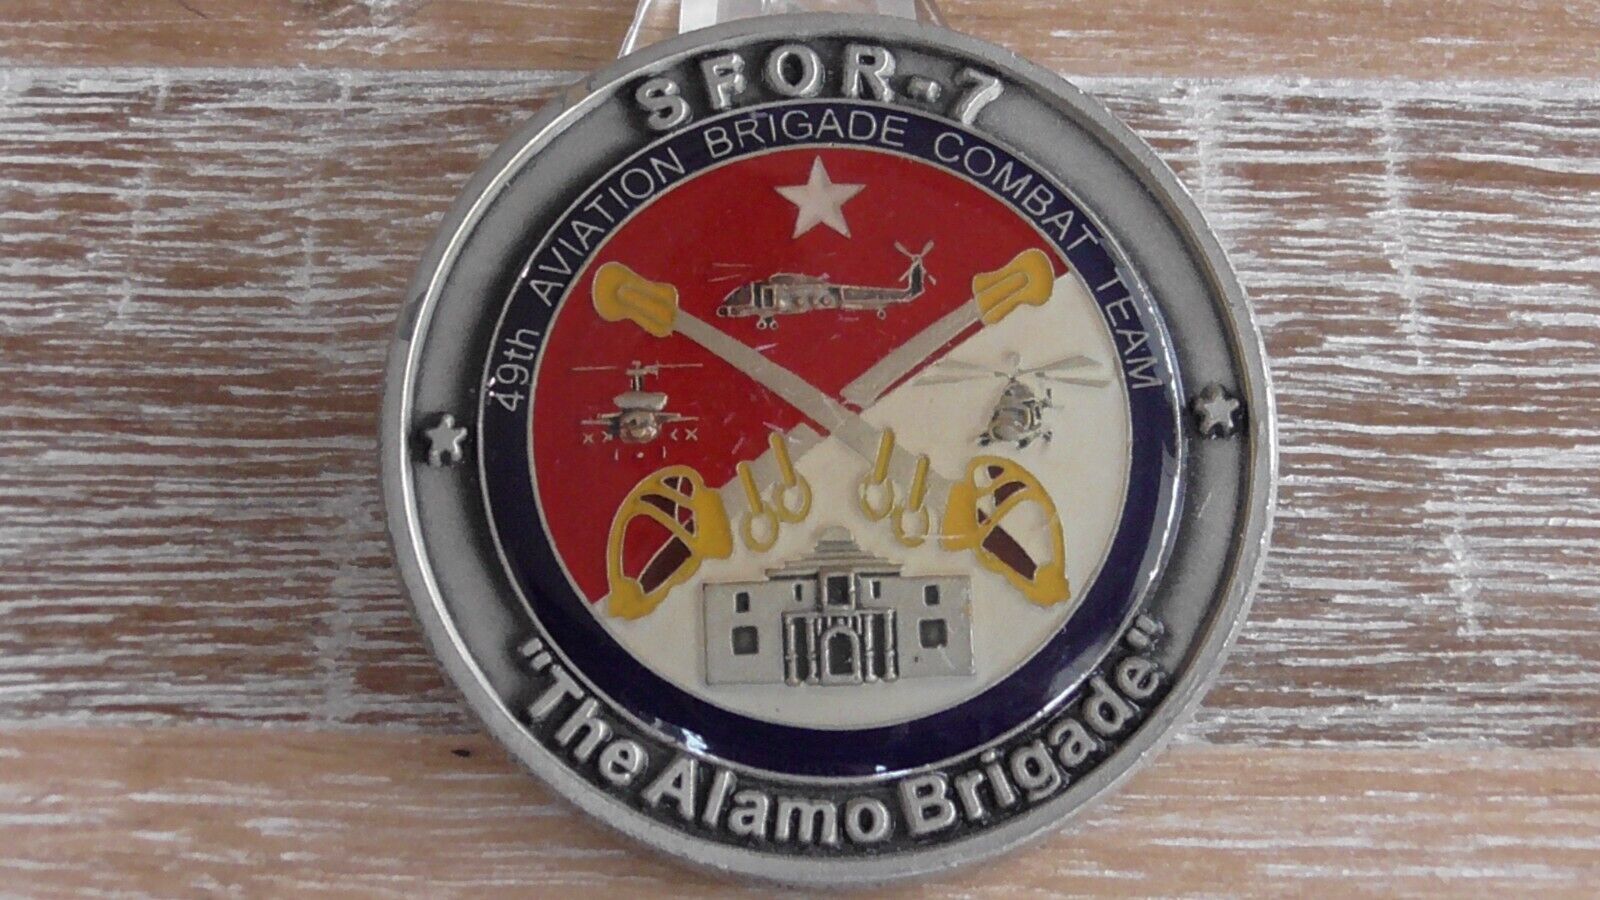 SFOR-7
49th AVIATION BRIGADE COMBAT TEAM
"The Alamo Brigade"